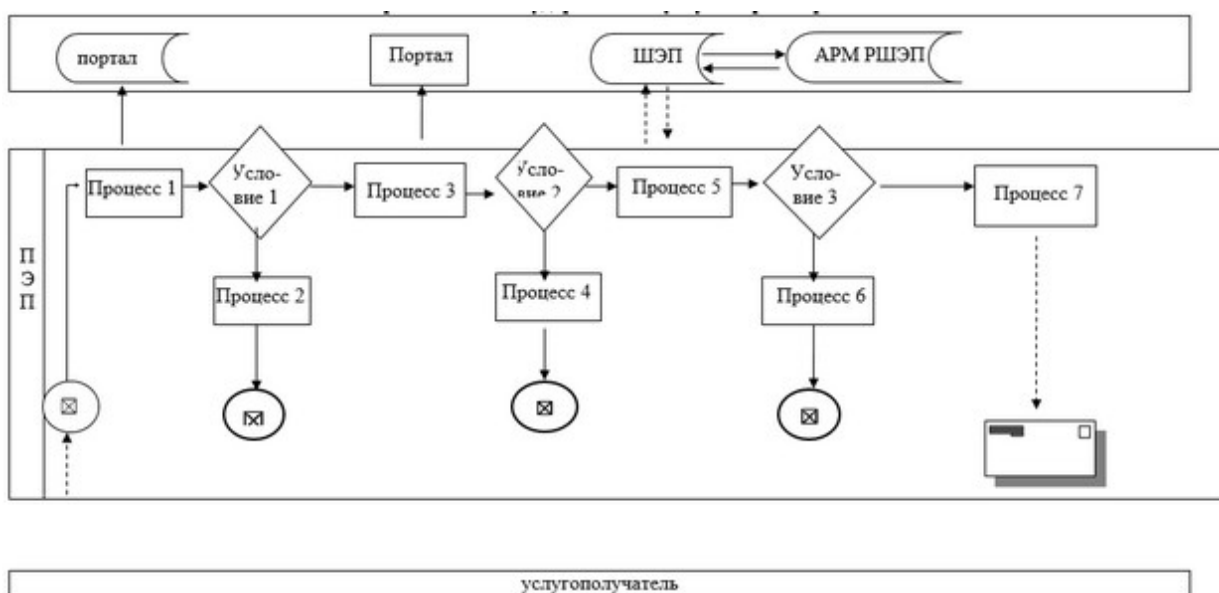 портал
Портал
ШЭП
АРМ РШЭП
Процесс 1
Усло-
вие 1
Процесс 3
Усло-
вие 2
Процесс 5
Усло-
вие 3
Процесс 7
П
Э
П
Процесс 2
Процесс 4
Процесс 6
услугополучатель